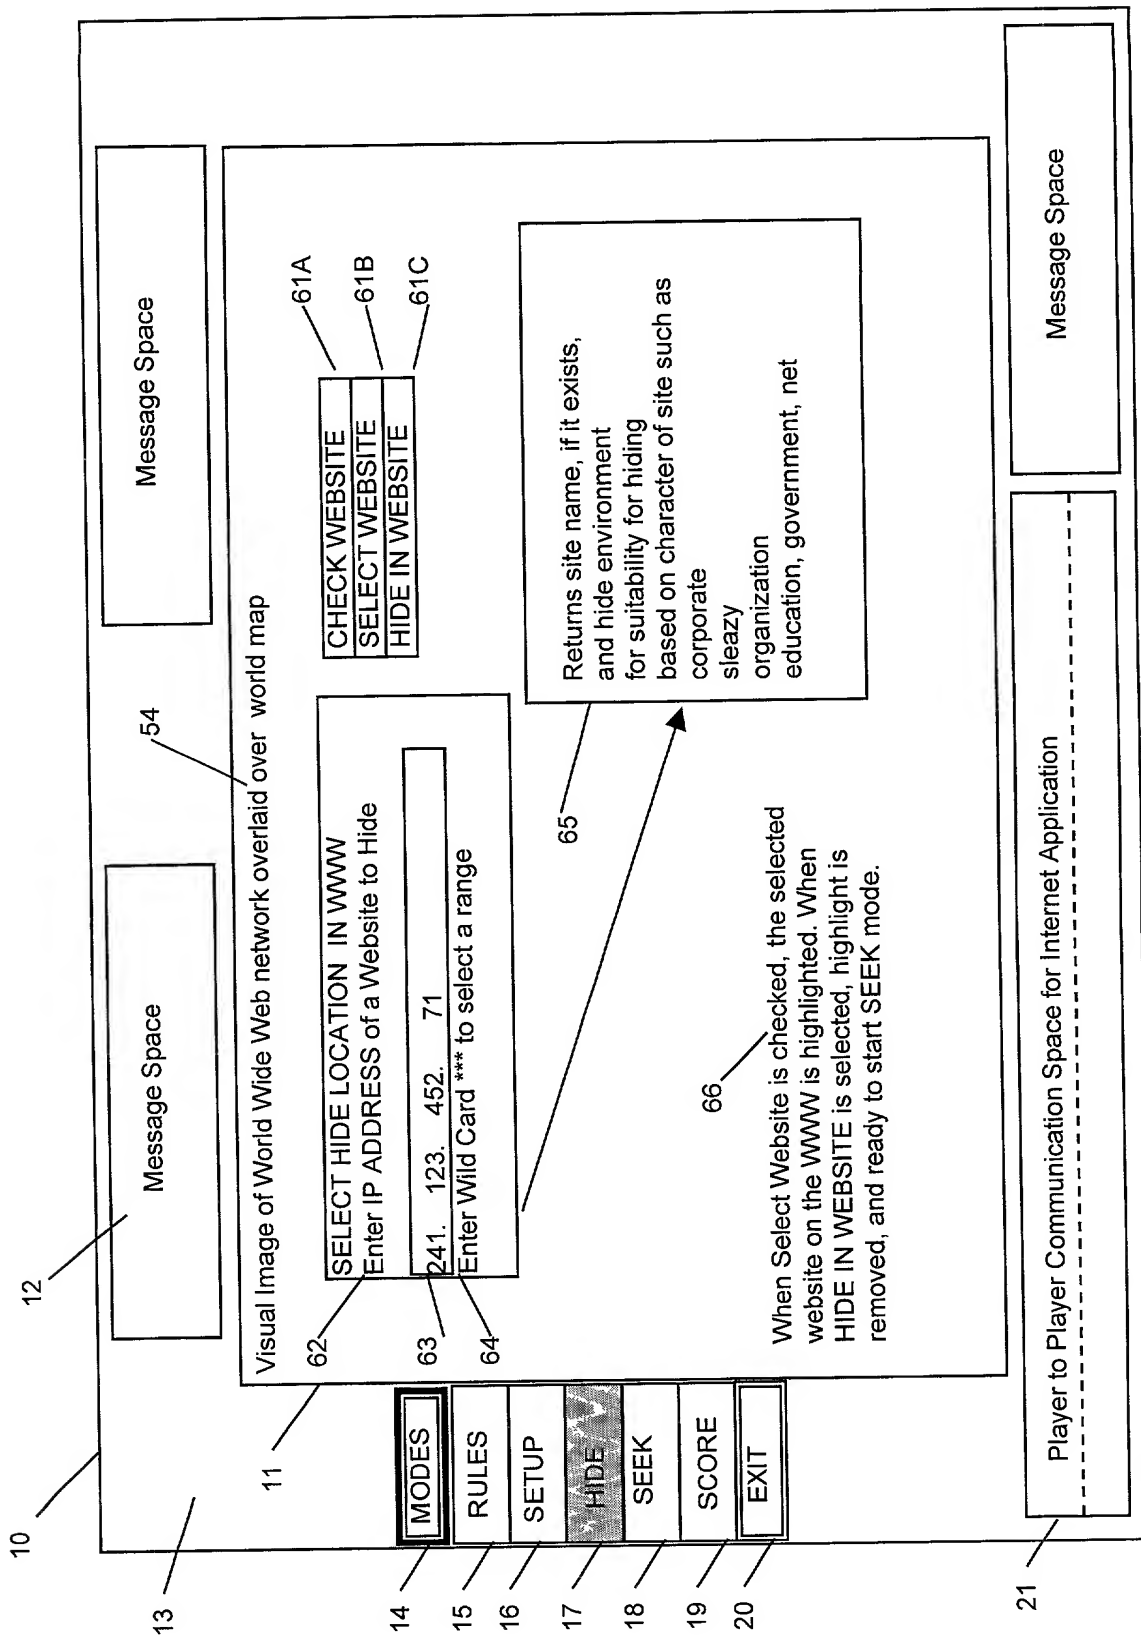 10
12
13
Message Space
Message Space
54
11
Visual Image of World Wide Web network overlaid over world map
62
SELECT HIDE LOCATION IN WWW
Enter IP ADDRESS of a Website to Hide
63
241. 123. 452. 71
64
Enter Wild Card *** to select a range
CHECK WEBSITE
SELECT WEBSITE
HIDE IN WEBSITE
61A
61B
61C
14
MODES
15
RULES
16
SETUP
17
HIDE
18
SEEK
19
SCORE
20
EXIT
65
Returns site name, if it exists,
and hide environment
for suitability for hiding
based on character of site such as
corporate
sleazy
organization
education, government, net
66
When Select Website is checked, the selected
website on the WWW is highlighted. When
HIDE IN WEBSITE is selected, highlight is
removed, and ready to start SEEK mode.
21
Player to Player Communication Space for Internet Application
Message Space